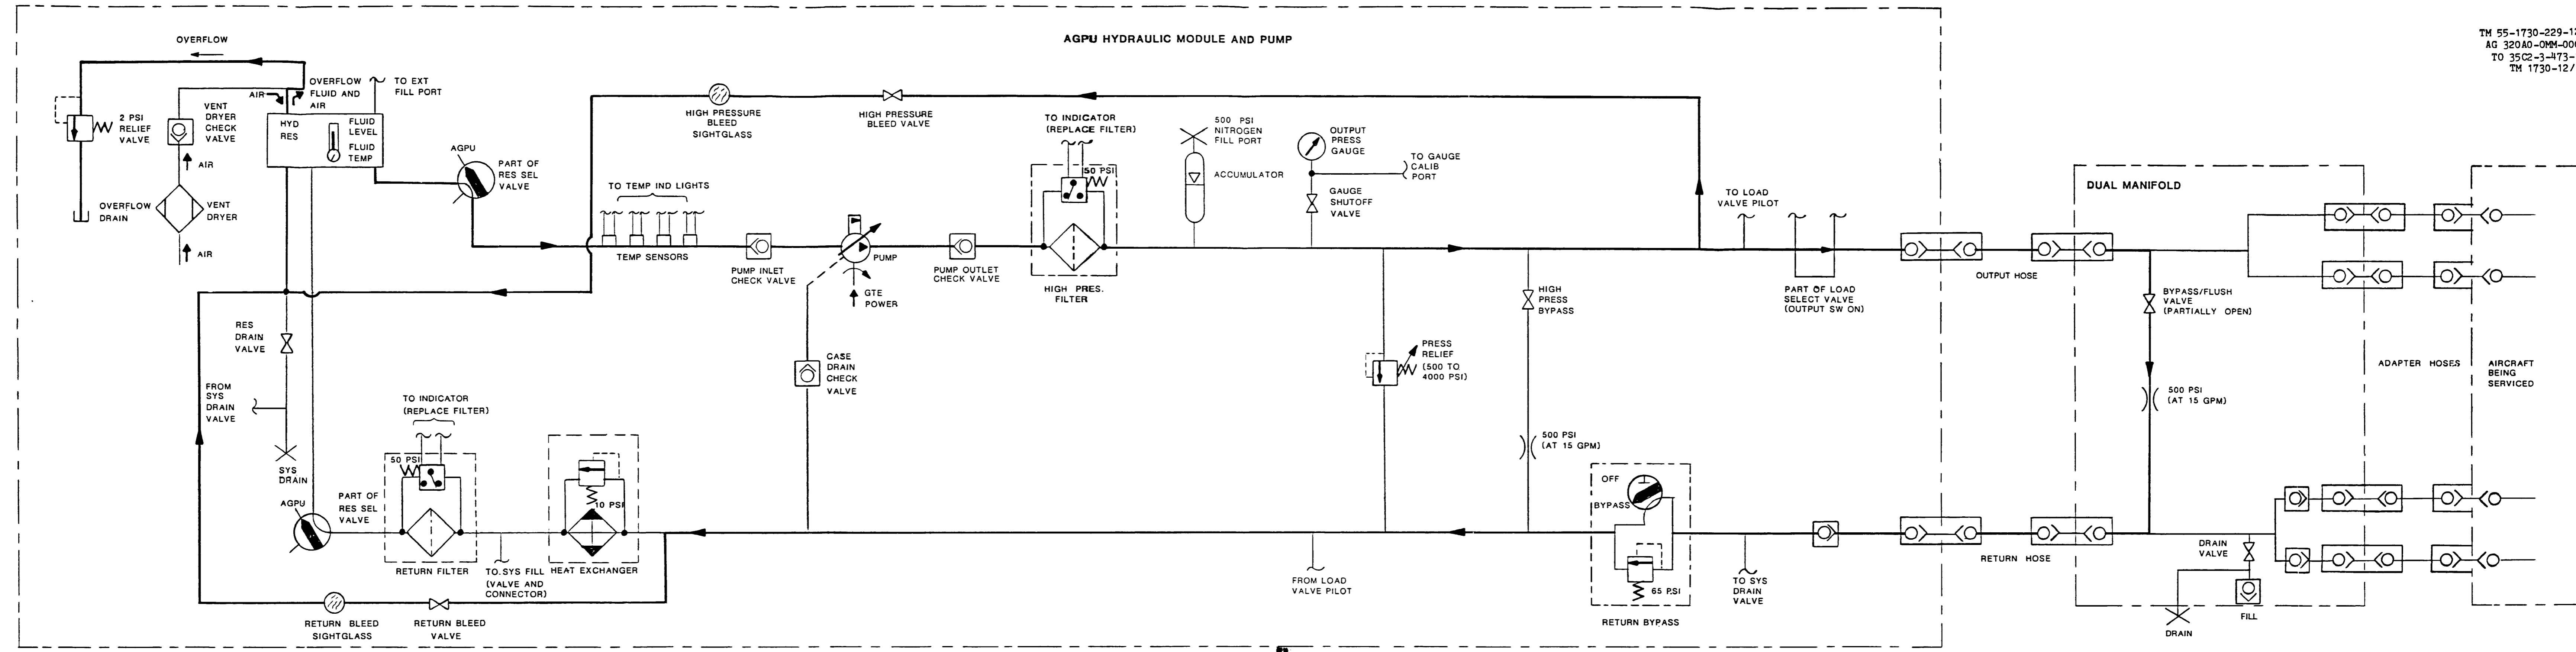 AGPU HYDRAULIC MODULE AND PUMP
TM 55-1730-229-
AG 320A0-OMM-
TO 35C2-3-473-
TM 1730-12/
OVERFLOW
2 PSI
RELIEF
VALVE
VENT
DRYER
CHECK
VALVE
AIR
OVERFLOW
FLUID AND
AIR
TO EXT
FILL PORT
HYD
RES
FLUID
LEVEL
FLUID
TEMP
AIR
OVERFLOW
DRAIN
VENT
DRYER
AIR
AGPU
PART OF
RES SEL
VALVE
TO TEMP IND LIGHTS
TEMP SENSORS
HIGH PRESSURE
BLEED
SIGHTGLASS
HIGH PRESSURE
BLEED VALVE
PUMP INLET
CHECK VALVE
PUMP
GTE
POWER
PUMP OUTLET
CHECK VALVE
TO INDICATOR
(REPLACE FILTER)
50 PSI
HIGH PRES.
FILTER
500 PSI
NITROGEN
FILL PORT
ACCUMULATOR
OUTPUT
PRESS
GAUGE
TO GAUGE
CALIB
PORT
GAUGE
SHUTOFF
VALVE
TO LOAD
VALVE PILOT
PART OF LOAD
SELECT VALVE
(OUTPUT SW ON)
OUTPUT HOSE
DUAL MANIFOLD
BYPASS/FLUSH
VALVE
(PARTIALLY OPEN)
500 PSI
(AT 15 GPM)
ADAPTER HOSES
AIRCRAFT
BEING
SERVICED
HIGH
PRESS
BYPASS
PRESS
RELIEF
(500 TO
4000 PSI)
500 PSI
(AT 15 GPM)
CASE
DRAIN
CHECK
VALVE
RES
DRAIN
VALVE
FROM
SYS
DRAIN
VALVE
SYS
DRAIN
AGPU
PART OF
RES SEL
VALVE
TO INDICATOR
(REPLACE FILTER)
50 PSI
RETURN FILTER
TO SYS FILL
(VALVE AND
CONNECTOR)
10 PSI
HEAT EXCHANGER
RETURN BLEED
SIGHTGLASS
RETURN BLEED
VALVE
FROM LOAD
VALVE PILOT
OFF
BYPASS
65 PSI
RETURN BYPASS
TO SYS
DRAIN
VALVE
RETURN HOSE
DRAIN
VALVE
DRAIN
FILL